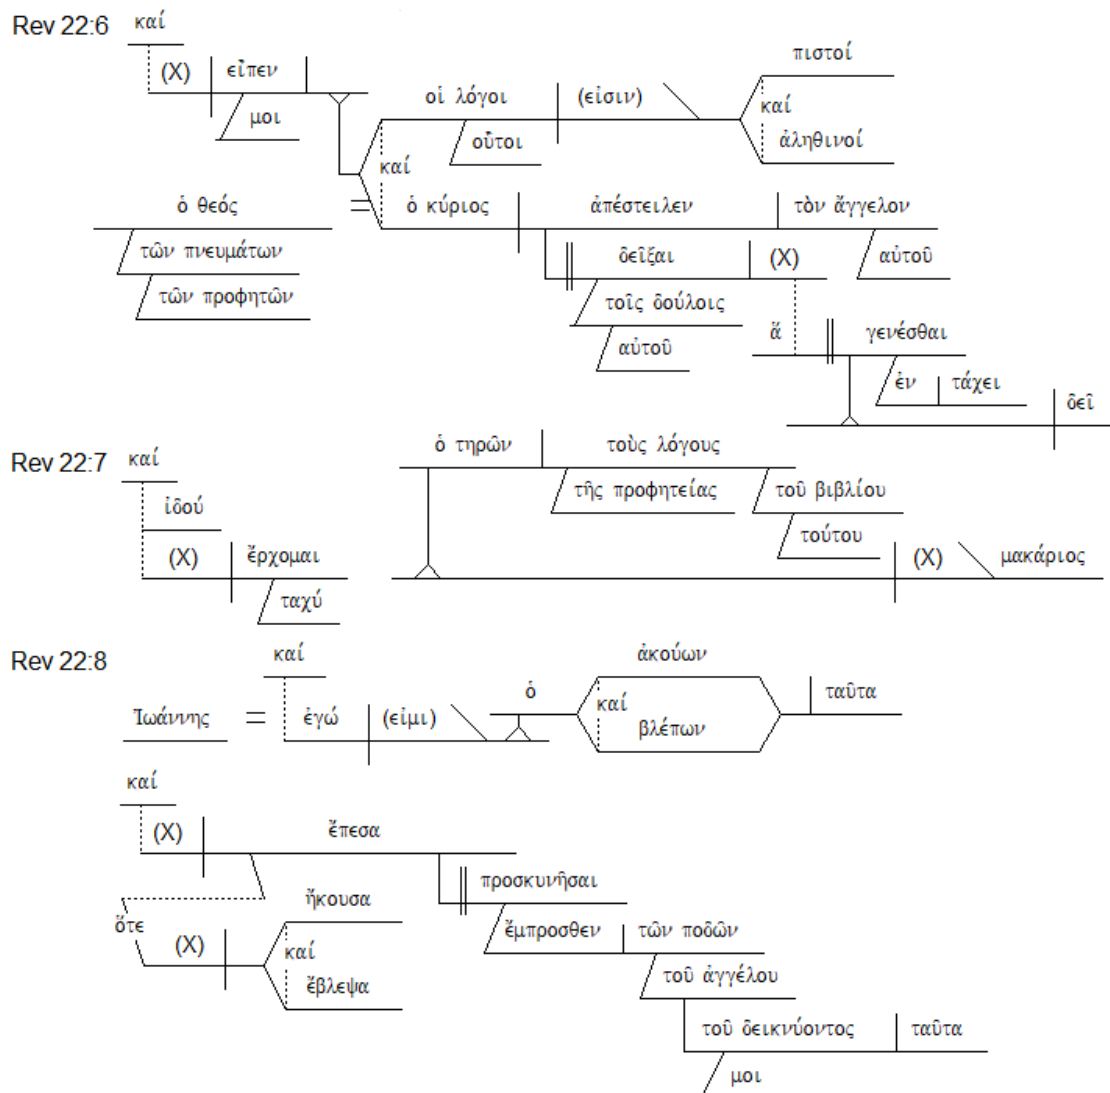 Rev 22:6 καί
(X) εἶπεν
μοι
οἱ λόγοι (εἰσιν) πιστοί
οὗτοι καί
καί ἀληθινοί
ὁ θεός = ὁ κύριος ἀπέστειλεν τὸν ἄγγελον
τῶν πνευμάτων δεῖξαι (X) αὐτοῦ
τῶν προφητῶν τοῖς δούλοις
αὐτοῦ ἅ γενέσθαι
ἐν τάχει
δεῖ
Rev 22:7 καί ὁ τηρῶν τοὺς λόγους
ἰδού τῆς προφητείας τοῦ βιβλίου
τούτου
(X) ἔρχομαι (X) μακάριος
ταχύ
Rev 22:8 καί ἀκούων
Ἰωάννης = ἐγώ (εἰμι) ὁ καί ταῦτα
βλέπων
καί
(X) ἔπεσα
ἤκουσα προσκυνῆσαι
ὅτε (X) καί ἔμπροσθεν τῶν ποδῶν
ἔβλεψα τοῦ ἀγγέλου
τοῦ δεικνύοντος ταῦτα
μοι